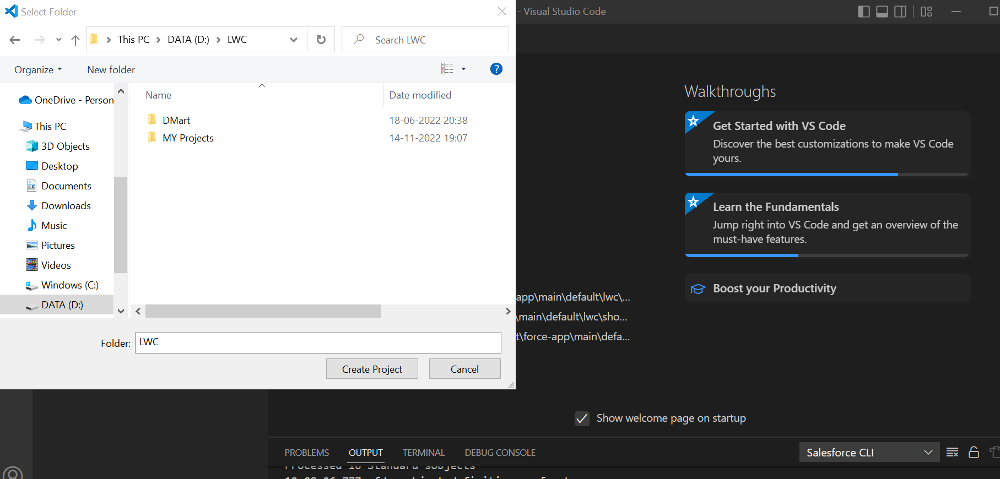 Select Folder
- Visual Studio Code
This PC > DATA (D:) > LWC
Search LWC
Organize
New folder
?
Name
Date modified
OneDrive - Person
DMart
18-06-2022 20:38
This PC
MY Projects
14-11-2022 19:07
3D Objects
Desktop
Documents
Downloads
Music
Pictures
Videos
Windows (C:)
DATA (D:)
Folder:
LWC
Create Project
Cancel
Walkthroughs
Get Started with VS Code
Discover the best customizations to make VS Code
yours.
Learn the Fundamentals
Jump right into VS Code and get an overview of the
must-have features.
Boost your Productivity
app\main\default\lwc\...
\main\default\lwc\sho...
t\force-app\main\defa...
Show welcome page on startup
PROBLEMS
OUTPUT
TERMINAL
DEBUG CONSOLE
Salesforce CLI
Processed 16 Standard sObjects